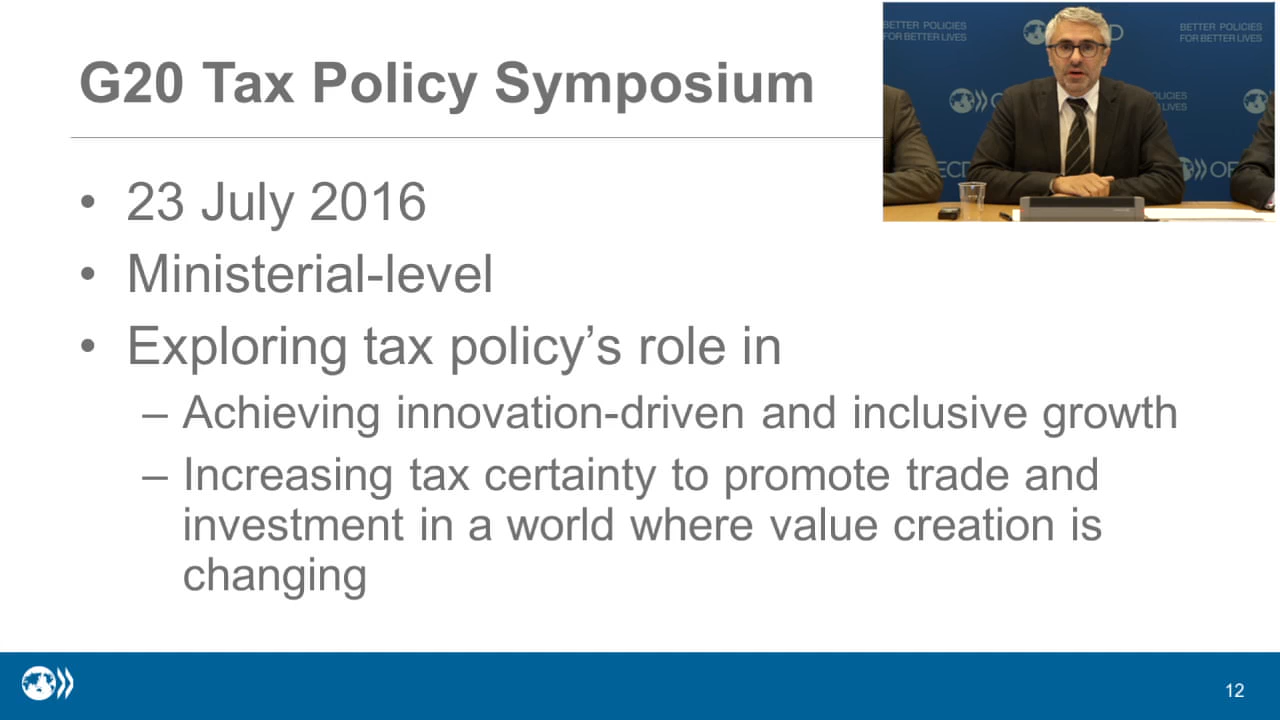 G20 Tax Policy Symposium
BETTER POLICIES
FOR BETTER LIVES
BETTER POLICIES
FOR BETTER LIVES
• 23 July 2016
• Ministerial-level
• Exploring tax policy’s role in
– Achieving innovation-driven and inclusive growth
– Increasing tax certainty to promote trade and
investment in a world where value creation is
changing
12